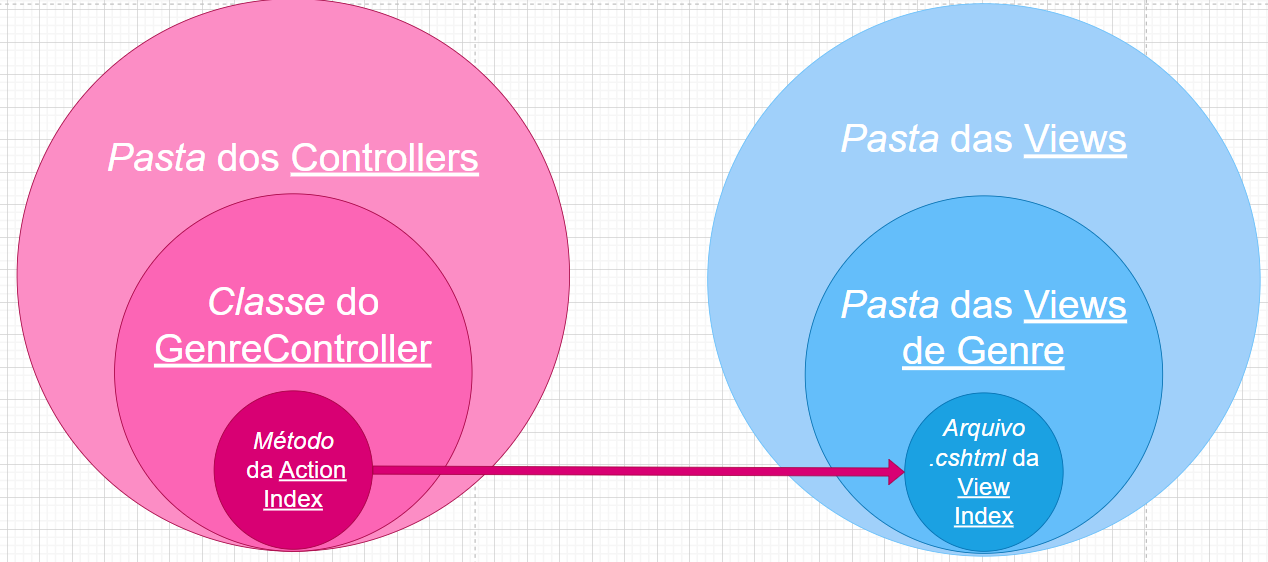 Pasta dos Controllers
Classe do
GenreController
Método
da Action
Index
Pasta das Views
Pasta das Views
de Genre
Arquivo
.cshtml da
View
Index